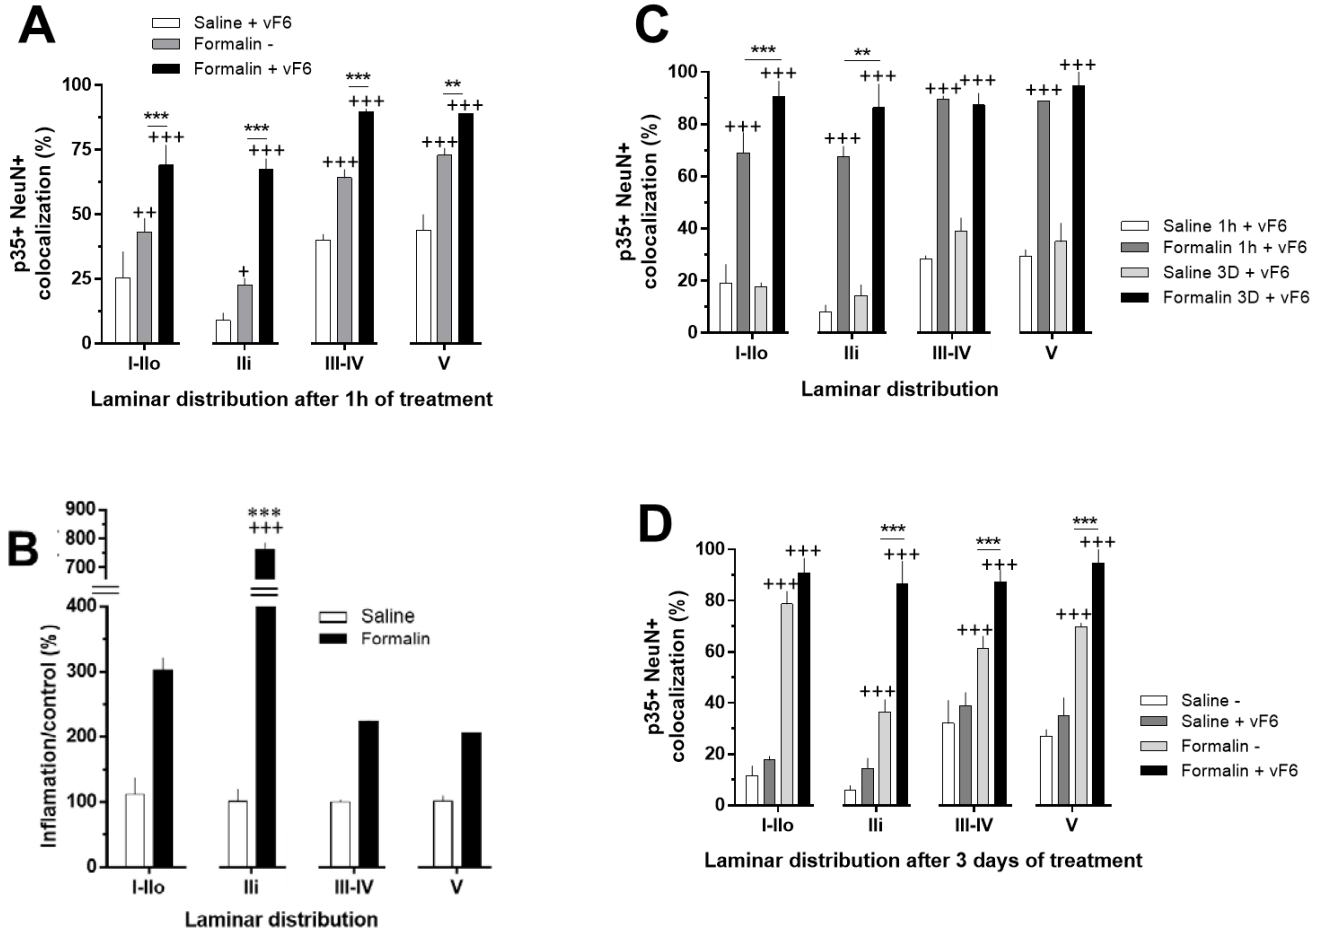 A
Saline + vF6
Formalin -
Formalin + vF6
100
75
50
25
0
p35+ NeuN+
colocalization (%)
***
+++
++
***
+++
+
***
+++
+++
**
+++
+++
I-IIo
IIi
III-IV
V
Laminar distribution after 1h of treatment
C
100
80
60
40
20
0
p35+ NeuN+
colocalization (%)
***
+++
+++
**
+++
+++
+++
+++
+++
+++
Saline 1h + vF6
Formalin 1h + vF6
Saline 3D + vF6
Formalin 3D + vF6
I-IIo
IIi
III-IV
V
Laminar distribution
B
900
800
700
400
300
200
100
0
Inflamation/control (%)
***
+++
Saline
Formalin
I-IIo
IIi
III-IV
V
Laminar distribution
D
100
80
60
40
20
0
p35+ NeuN+
colocalization (%)
+++
+++
***
+++
+++
***
+++
+++
***
+++
+++
Saline -
Saline + vF6
Formalin -
Formalin + vF6
I-IIo
IIi
III-IV
V
Laminar distribution after 3 days of treatment